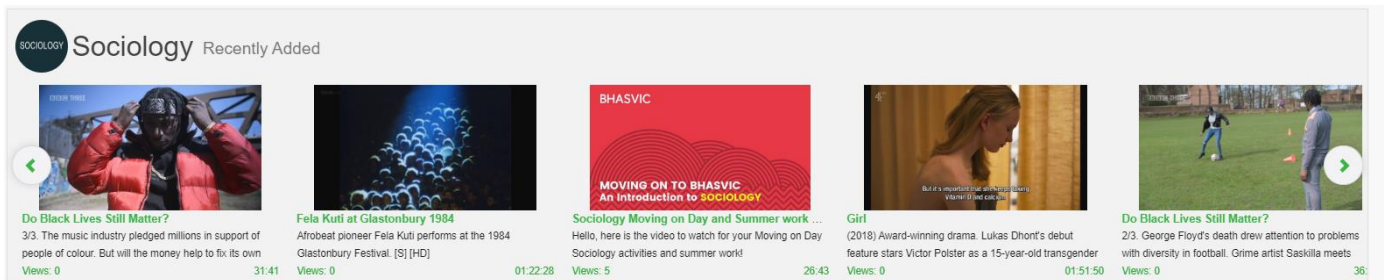 SOCIOLOGY
Sociology Recently Added
BHASVIC
MOVING ON TO BHASVIC
An Introduction to SOCIOLOGY
But it's important that she keeps taking
Vitamin D and calcium.
Do Black Lives Still Matter?
3/3. The music industry pledged millions in support of
people of colour. But will the money help to fix its own
Views: 0 31:41
Fela Kuti at Glastonbury 1984
Afrobeat pioneer Fela Kuti performs at the 1984
Glastonbury Festival. [S] [HD]
Views: 0 01:22:28
Sociology Moving on Day and Summer work ...
Hello, here is the video to watch for your Moving on Day
Sociology activities and summer work!
Views: 5 26:43
Girl
(2018) Award-winning drama. Lukas Dhont's debut
feature stars Victor Polster as a 15-year-old transgender
Views: 0 01:51:50
Do Black Lives Still Matter?
2/3. George Floyd's death drew attention to problems
with diversity in football. Grime artist Saskilla meets
Views: 0 36: